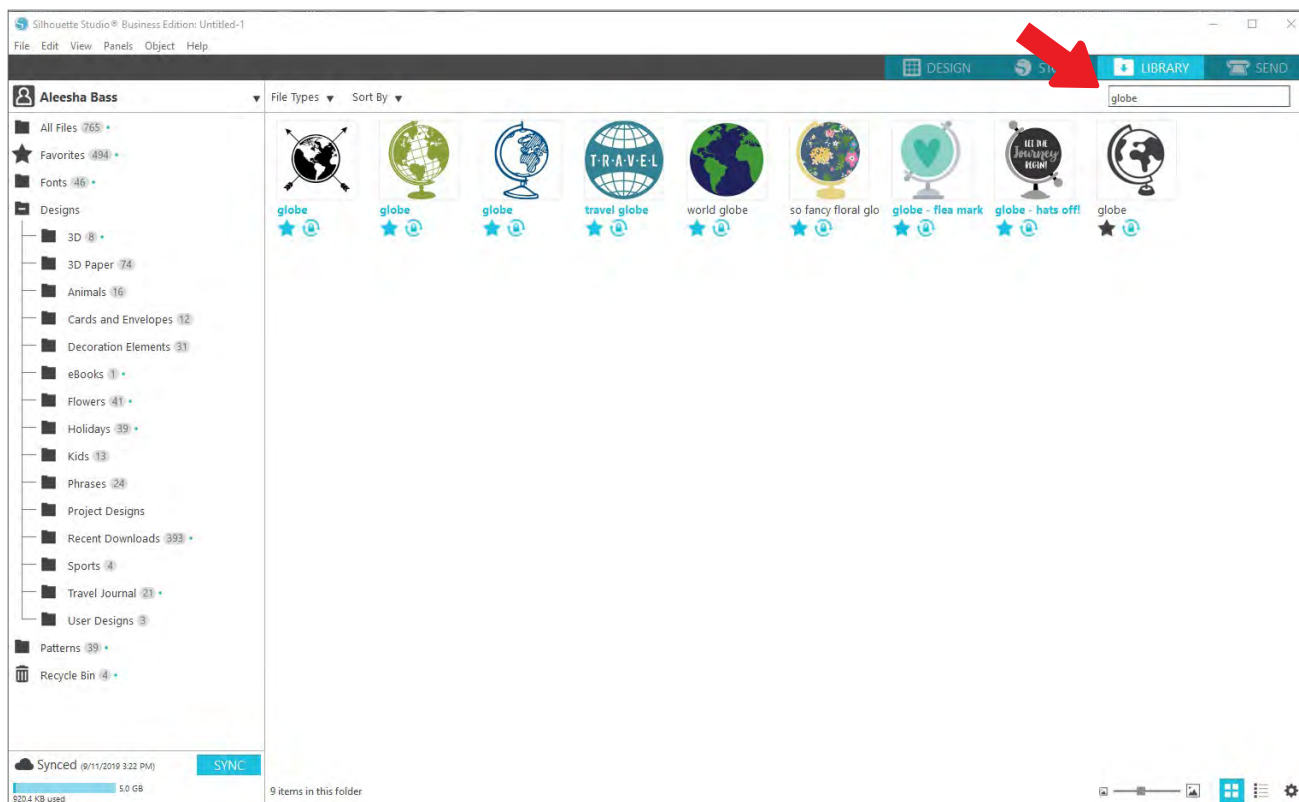 Silhouette Studio® Business Edition: Untitled-1
File Edit View Panels Object Help
DESIGN LIBRARY SEND
Aleesha Bass
File Types Sort By
globe
All Files 765
Favorites 494
Fonts 46
Designs
3D 8
3D Paper 74
Animals 16
Cards and Envelopes 12
Decoration Elements 31
eBooks 1
Flowers 41
Holidays 39
Kids 13
Phrases 24
Project Designs
Recent Downloads 393
Sports 4
Travel Journal 21
User Designs 3
Patterns 39
Recycle Bin 4
T·R·A·V·E·L
LET THE
Journey
BEGIN!
globe globe globe travel globe world globe so fancy floral glo globe - flea mark globe - hats off! globe
Synced (9/11/2019 3:22 PM) SYNC
5.0 GB
920.4 KB used
9 items in this folder